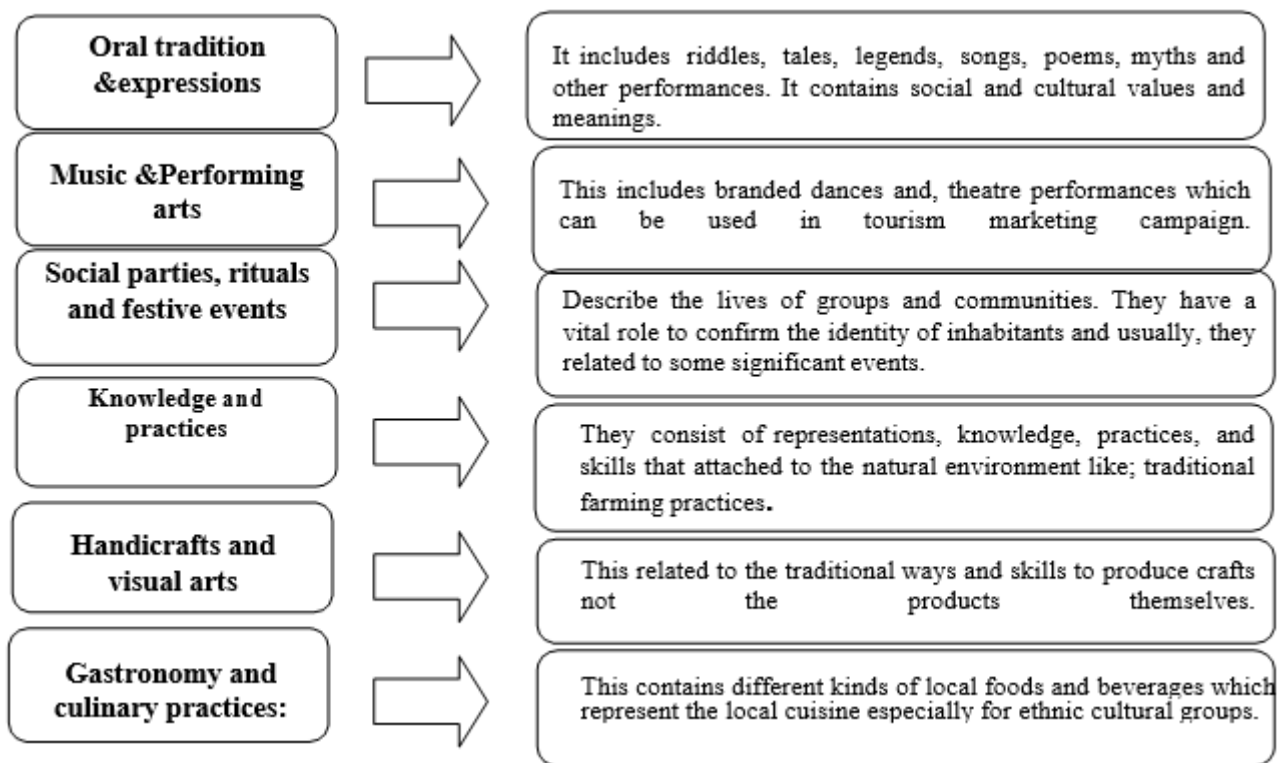 Oral tradition
&expressions
It includes riddles, tales, legends, songs, poems, myths and
other performances. It contains social and cultural values and
meanings.
Music &Performing
arts
This includes branded dances and, theatre performances which
can be used in tourism marketing campaign.
Social parties, rituals
and festive events
Describe the lives of groups and communities. They have a
vital role to confirm the identity of inhabitants and usually, they
related to some significant events.
Knowledge and
practices
They consist of representations, knowledge, practices, and
skills that attached to the natural environment like; traditional
farming practices.
Handicrafts and
visual arts
This related to the traditional ways and skills to produce crafts
not the products themselves.
Gastronomy and
culinary practices:
This contains different kinds of local foods and beverages which
represent the local cuisine especially for ethnic cultural groups.